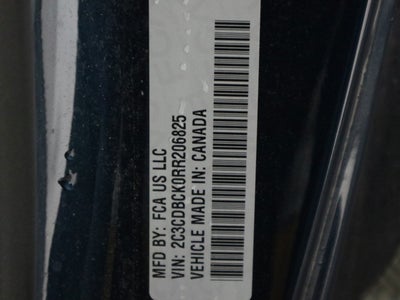 MFD BY: FCA US LLC
VIN: 2C3CDBCK0RR206825
VEHICLE MADE IN: CANADA